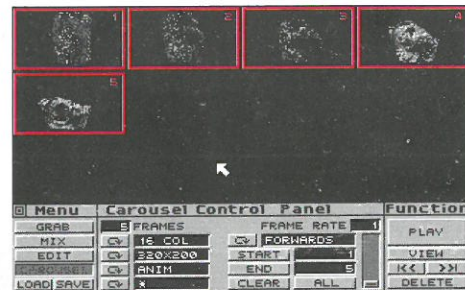 1 2 3 4
5
Menu Carousel Control Panel Function
GRAB 5 FRAMES FRAME RATE 1 PLAY
MIX 16 COL FORWARDS
EDIT 320X200 START 1 VIEW
CAROUSEL ANIM END 5 K<< >>K
LOAD SAVE * CLEAR ALL DELETE